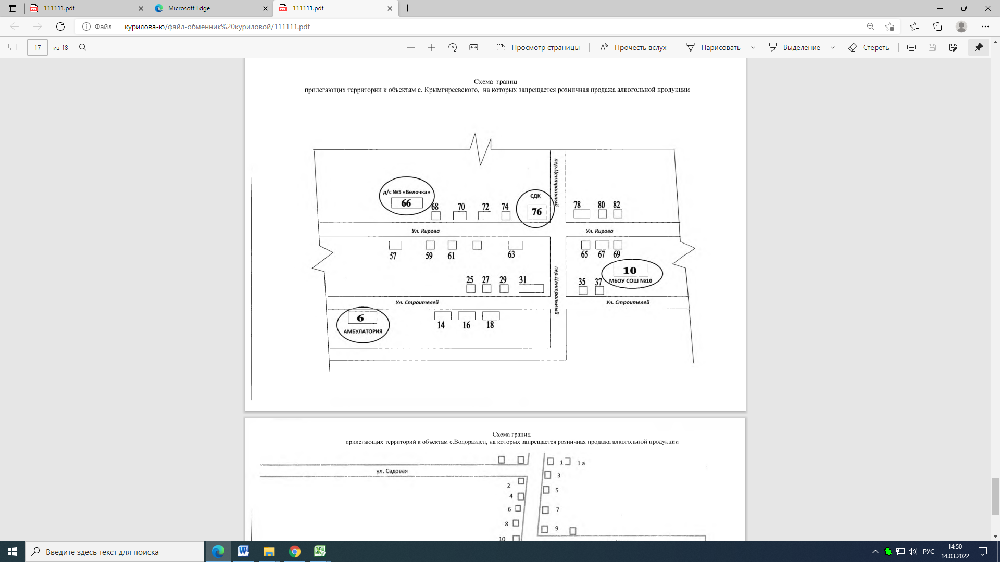 111111.pdf
Microsoft Edge
111111.pdf
Файл
курилова-ю/файл-обменник%20куриловой/111111.pdf
17
из 18
Просмотр страницы
Прочесть вслух
Нарисовать
Выделение
Стереть
Схема границ
прилегающих территории к объектам с. Крымгиреевского, на которых запрещается розничная продажа алкогольной продукции
пер.Центральный
д/с №5 «Белочка»
66
СДК
76
68
70
72
74
78
80
82
Ул. Кирова
Ул. Кирова
57
59
61
63
65
67
69
10
МБОУ СОШ №10
пер.Центральный
25
27
29
31
35
37
Ул. Строителей
Ул. Строителей
6
АМБУЛАТОРИЯ
14
16
18
Схема границ
прилегающих территорий к объектам с.Водораздел, на которых запрещается розничная продажа алкогольной продукции
1
1 а
ул. Садовая
3
2
5
4
6
7
8
9
10
Введите здесь текст для поиска
РУС
14:50
14.03.2022